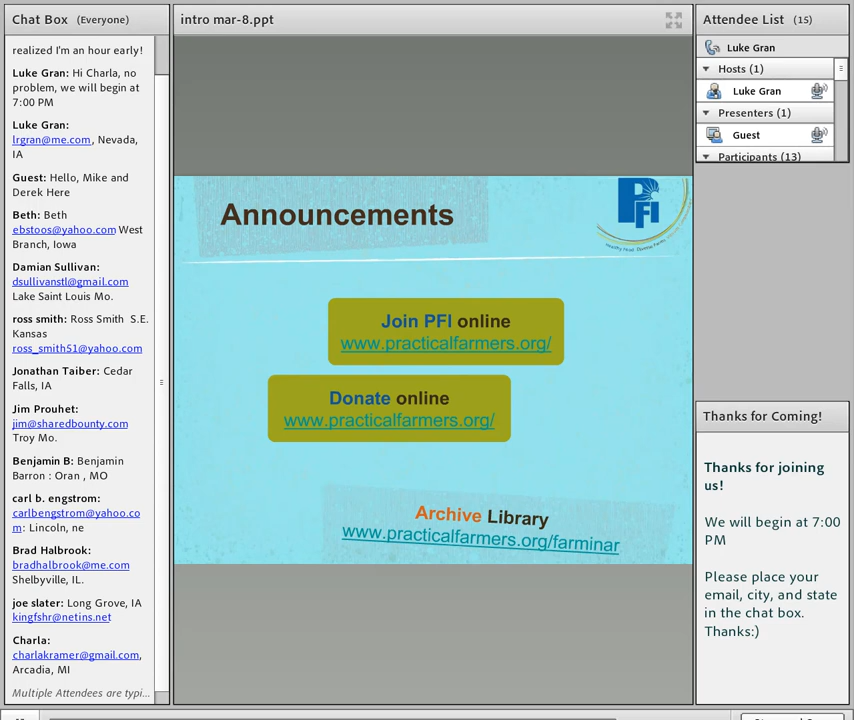 Chat Box (Everyone)
realized I'm an hour early!
Luke Gran: Hi Charla, no
problem, we will begin at
7:00 PM
Luke Gran:
lrgran@me.com, Nevada,
IA
Guest: Hello, Mike and
Derek Here
Beth: Beth
ebstoos@yahoo.com West
Branch, Iowa
Damian Sullivan:
dsullivanstl@gmail.com
Lake Saint Louis Mo.
ross smith: Ross Smith S.E.
Kansas
ross_smith51@yahoo.com
Jonathan Taiber: Cedar
Falls, IA
Jim Prouhet:
jim@sharedbounty.com
Troy Mo.
Benjamin B: Benjamin
Barron : Oran , MO
carl b. engstrom:
carlbengstrom@yahoo.co
m: Lincoln, ne
Brad Halbrook:
bradhalbrook@me.com
Shelbyville, IL.
joe slater: Long Grove, IA
kingfshr@netins.net
Charla:
charlakramer@gmail.com,
Arcadia, MI
Multiple Attendees are typi...
intro mar-8.ppt
Announcements
PFI
Join PFI online
www.practicalfarmers.org/
Donate online
www.practicalfarmers.org/
Archive Library
www.practicalfarmers.org/farminar
Attendee List (15)
Luke Gran
Hosts (1)
Luke Gran
Presenters (1)
Guest
Participants (13)
Thanks for Coming!
Thanks for joining
us!
We will begin at 7:00
PM
Please place your
email, city, and state
in the chat box.
Thanks:)